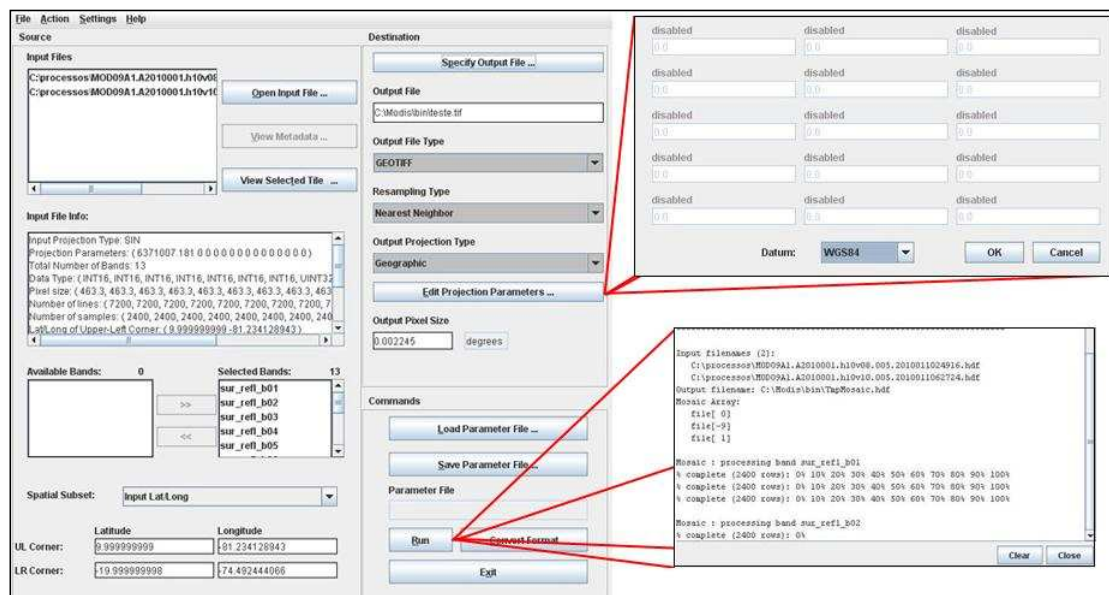 File Action Settings Help
Source
Input Files
C:\processos\MOD09A1.A2010001.h10v08
C:\processos\MOD09A1.A2010001.h10v10
Open Input File ...
View Metadata ...
View Selected Tile ...
Input File Info:
Input Projection Type: SIN
Projection Parameters: ( 6371007.181 0 0 0 0 0 0 0 0 0 0 0 0 0 0 )
Total Number of Bands: 13
Data Type: ( INT16, INT16, INT16, INT16, INT16, INT16, INT16, UINT32
Pixel size: ( 463.3, 463.3, 463.3, 463.3, 463.3, 463.3, 463.3, 463
Number of lines: ( 7200, 7200, 7200, 7200, 7200, 7200, 7200, 7
Number of samples: ( 2400, 2400, 2400, 2400, 2400, 2400, 240
Lat/Long of Upper-Left Corner: ( 9.999999999 -81.234128943 )
Available Bands: 0
Selected Bands: 13
>>
<<
sur_refl_b01
sur_refl_b02
sur_refl_b03
sur_refl_b04
sur_refl_b05
Spatial Subset: Input Lat/Long
Latitude Longitude
UL Corner: 9.999999999 -81.234128943
LR Corner: -19.999999998 -74.492444066
Destination
Specify Output File ...
Output File
C:\Modis\bin\teste.tif
Output File Type
GEOTIFF
Resampling Type
Nearest Neighbor
Output Projection Type
Geographic
Edit Projection Parameters ...
Output Pixel Size
0.002245 degrees
Commands
Load Parameter File ...
Save Parameter File ...
Parameter File
Run Convert Format
Exit
disabled disabled disabled
0.0 0.0 0.0
disabled disabled disabled
0.0 0.0 0.0
disabled disabled disabled
0.0 0.0 0.0
disabled disabled disabled
0.0 0.0 0.0
disabled disabled disabled
0.0 0.0 0.0
Datum: WGS84 OK Cancel
Input filenames (2):
C:\processos\MOD09A1.A2010001.h10v08.005.2010011024916.hdf
C:\processos\MOD09A1.A2010001.h10v10.005.2010011062724.hdf
Output filename: C:\Modis\bin\TmpMosaic.hdf
Mosaic Array:
file[ 0]
file[-9]
file[ 1]
Mosaic : processing band sur_refl_b01
% complete (2400 rows): 0% 10% 20% 30% 40% 50% 60% 70% 80% 90% 100%
% complete (2400 rows): 0% 10% 20% 30% 40% 50% 60% 70% 80% 90% 100%
% complete (2400 rows): 0% 10% 20% 30% 40% 50% 60% 70% 80% 90% 100%
Mosaic : processing band sur_refl_b02
% complete (2400 rows): 0%
Clear Close